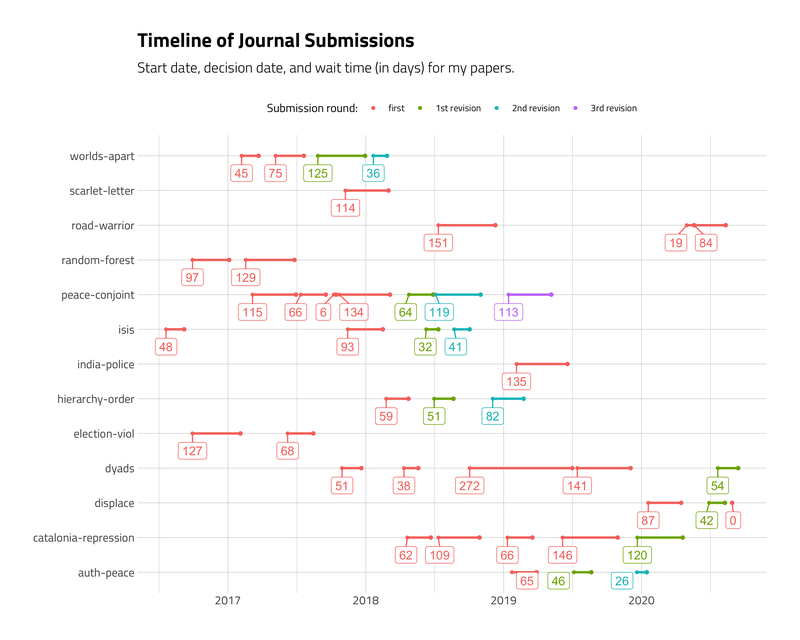 Timeline of Journal Submissions
Start date, decision date, and wait time (in days) for my papers.
Submission round: first 1st revision 2nd revision 3rd revision
worlds-apart
45 75 125 36
scarlet-letter
114
road-warrior
151 19 84
random-forest
97 129
peace-conjoint
115 66 6 134 64 119 113
isis
48 93 32 41
india-police
135
hierarchy-order
59 51 82
election-viol
127 68
dyads
51 38 272 141 54
displace
87 42 0
catalonia-repression
62 109 66 146 120
auth-peace
65 46 26
2017 2018 2019 2020